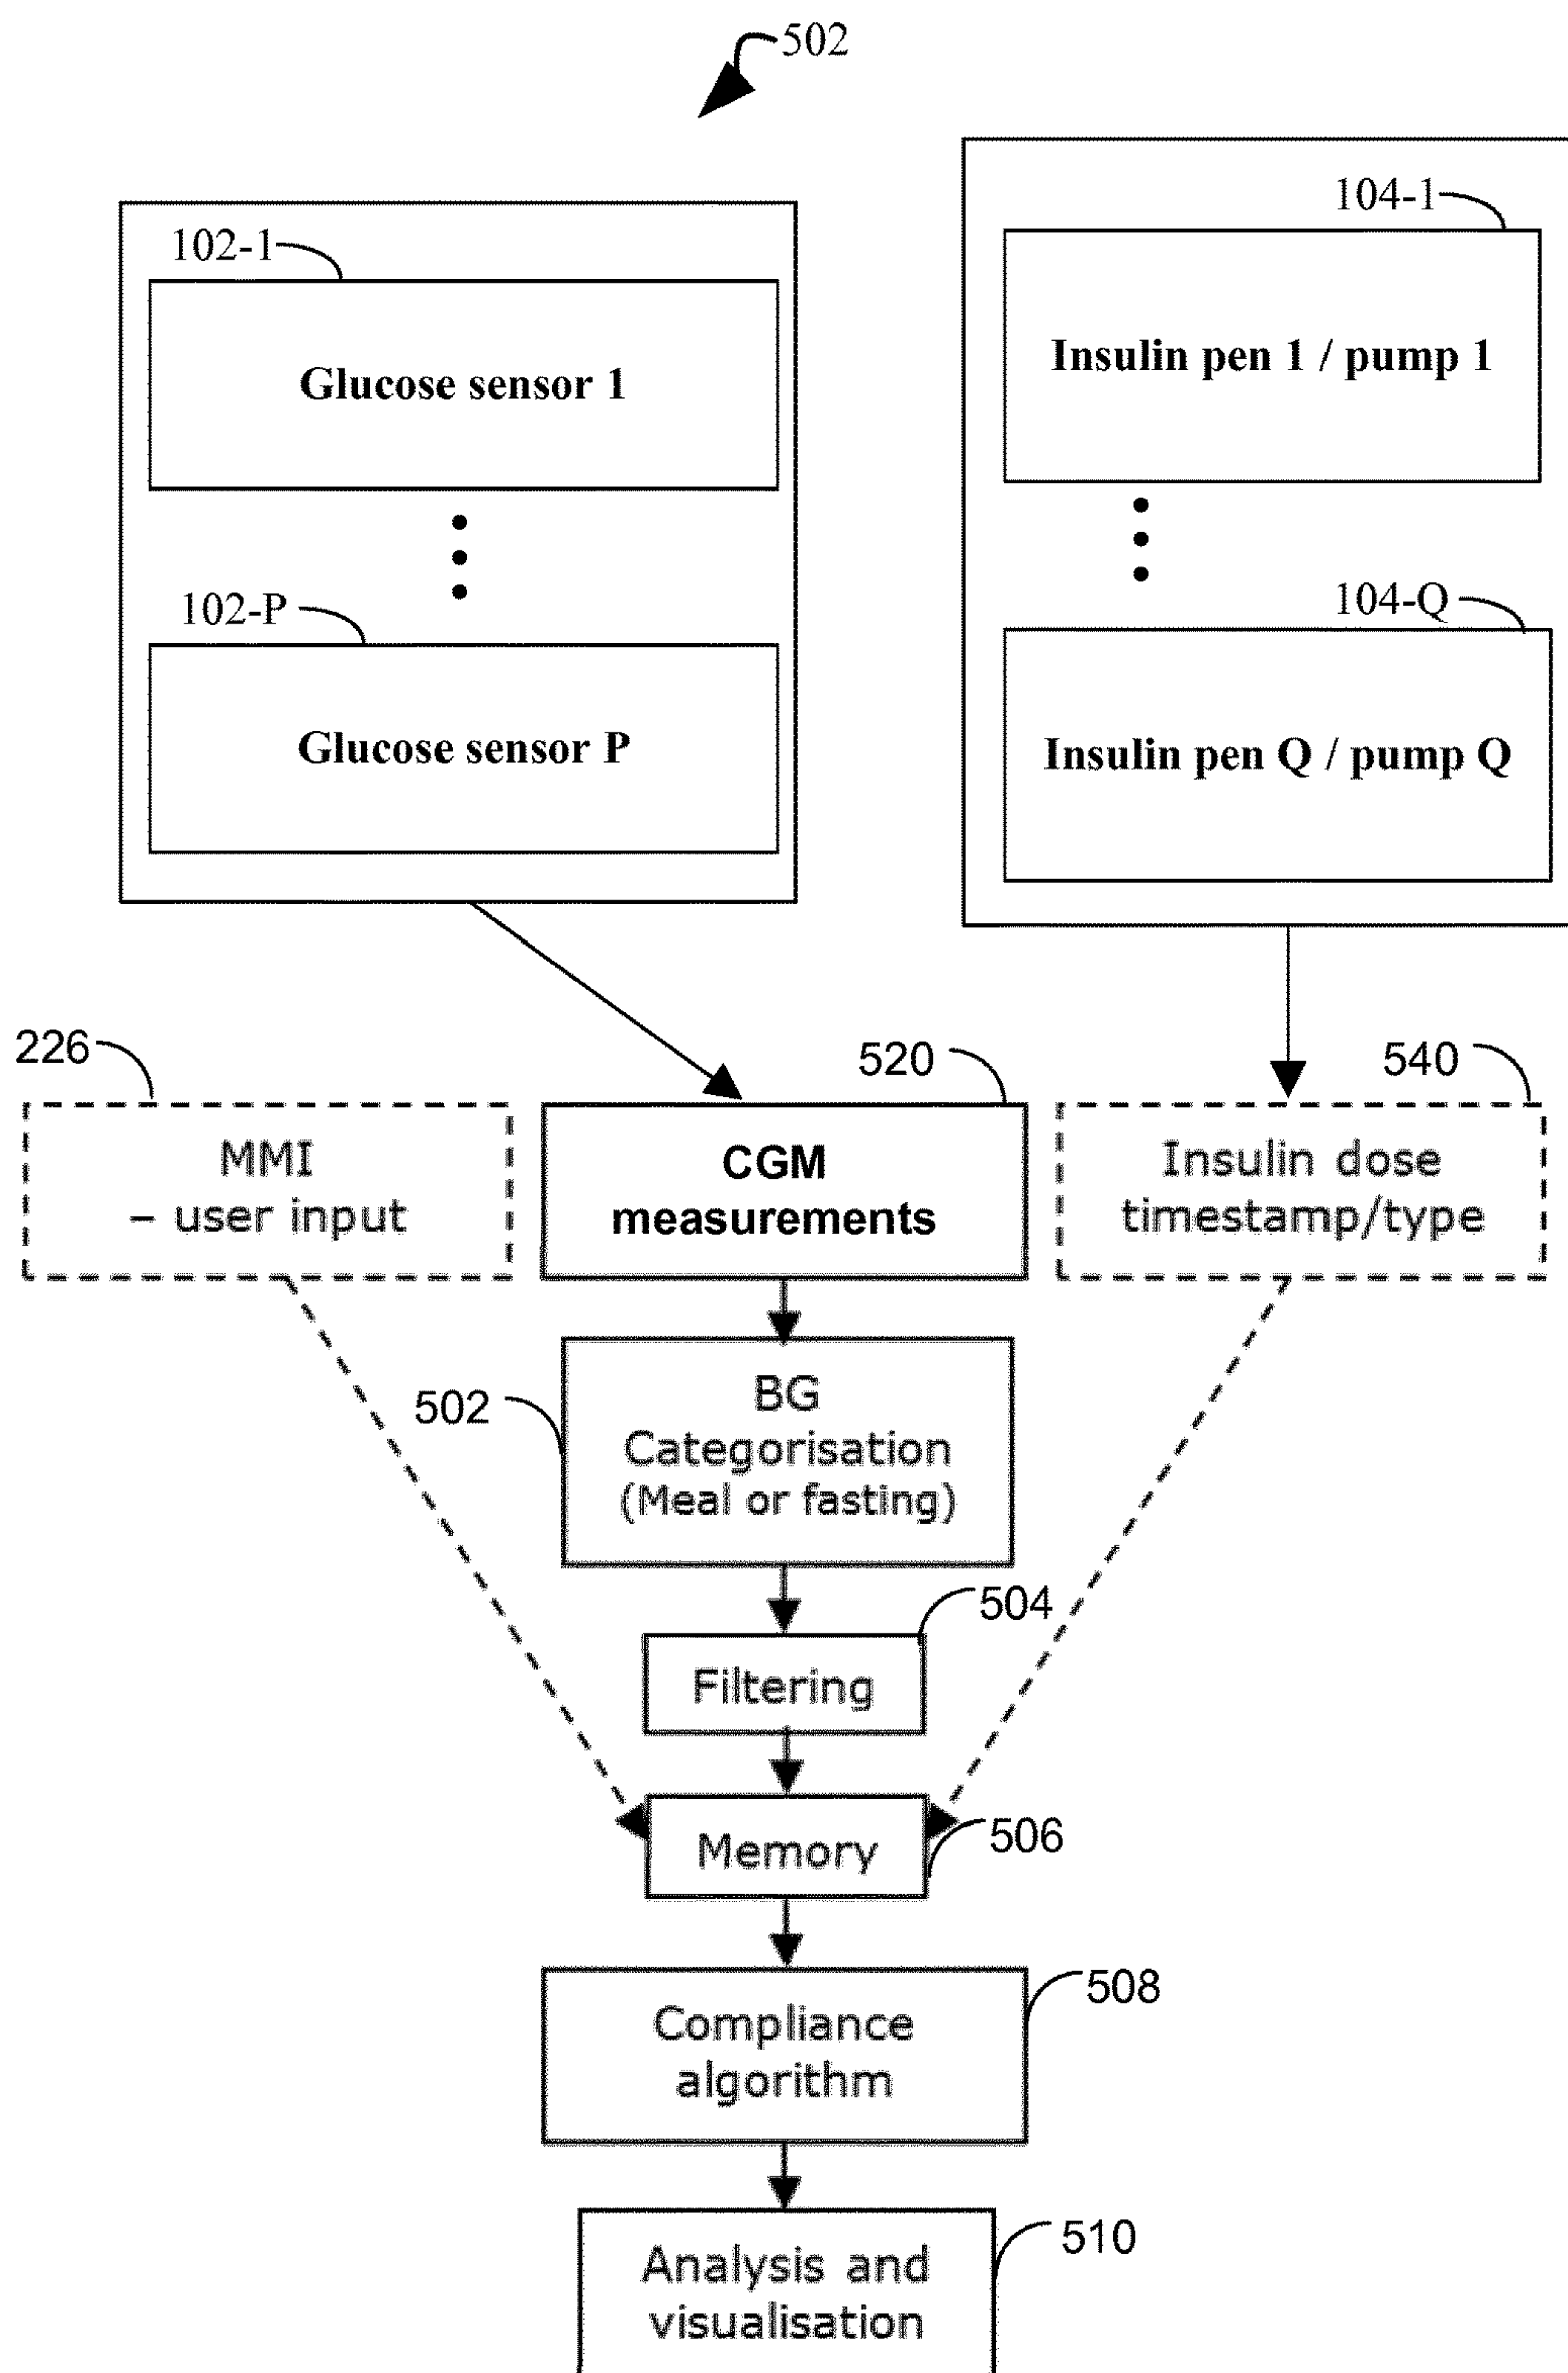 502
104-1
102-1
Insulin pen 1 / pump 1
Glucose sensor 1
102-P
104-Q
Glucose sensor P
Insulin pen Q / pump Q
226
520
540
MMI
– user input
CGM
measurements
Insulin dose
timestamp/type
502
BG
Categorisation
(Meal or fasting)
504
Filtering
Memory
506
Compliance
algorithm
508
Analysis and
visualisation
510